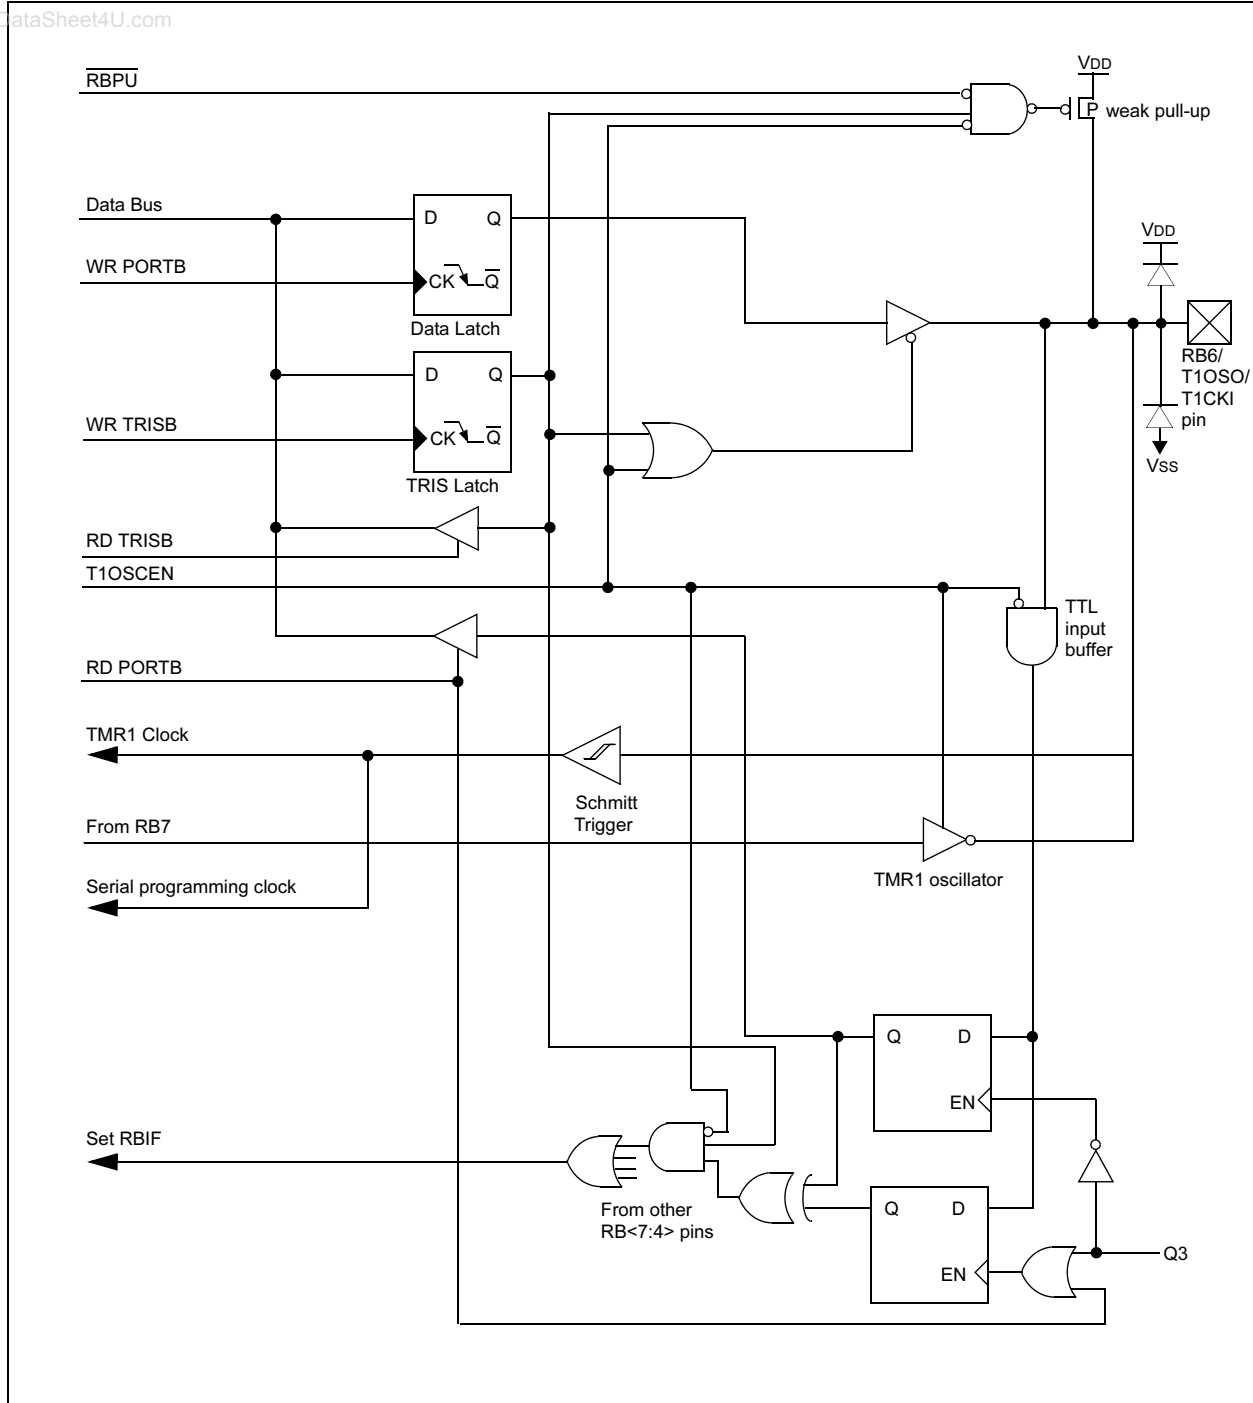 DataSheet4U.com
RBPU
VDD
P
weak pull-up
Data Bus
D
Q
VDD
WR PORTB
CK
Q
Data Latch
RB6/
T1OSO/
T1CKI
pin
D
Q
WR TRISB
CK
Q
VSS
TRIS Latch
RD TRISB
T1OSCEN
TTL
input
buffer
RD PORTB
TMR1 Clock
Schmitt
Trigger
From RB7
TMR1 oscillator
Serial programming clock
Q
D
EN
Set RBIF
From other
RB<7:4> pins
Q
D
EN
Q3